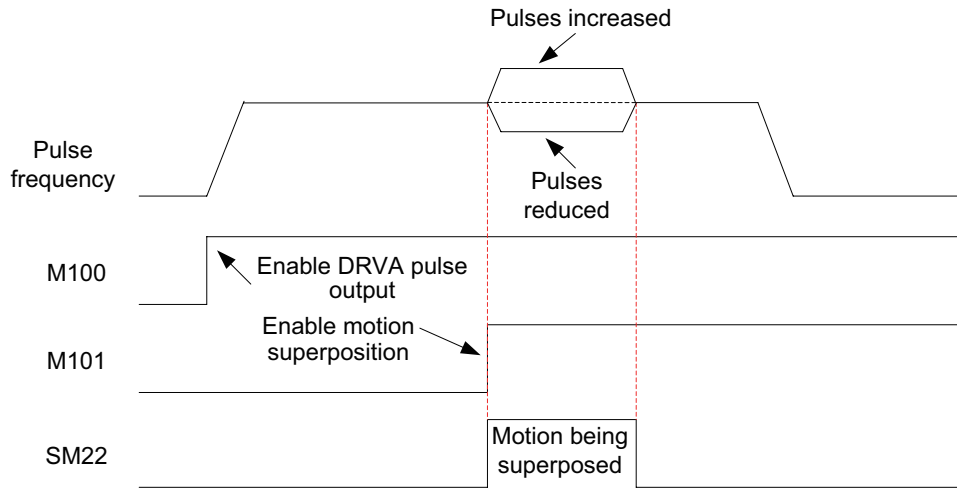 Pulses increased
Pulse
frequency
Pulses
reduced
M100
Enable DRVA pulse
output
Enable motion
superposition
M101
SM22
Motion being
superposed